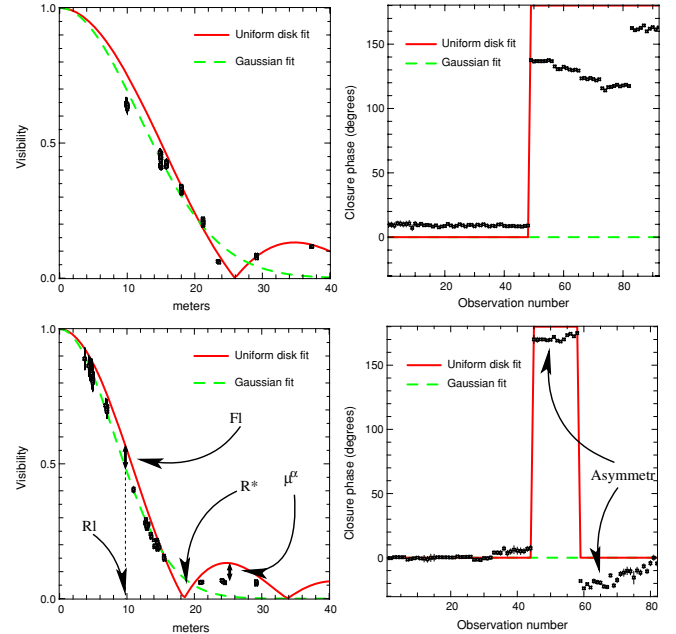 1.0
0.5
0.0
Visibility
Uniform disk fit
Gaussian fit
0 10 20 30 40
meters
150
100
50
0
Closure phase (degrees)
Uniform disk fit
Gaussian fit
20 40 60 80
Observation number
1.0
0.5
0.0
Visibility
Uniform disk fit
Gaussian fit
Fl
R*
μα
Rl
0 10 20 30 40
meters
150
100
50
0
Closure phase (degrees)
Uniform disk fit
Gaussian fit
Asymmetr
20 40 60 80
Observation number